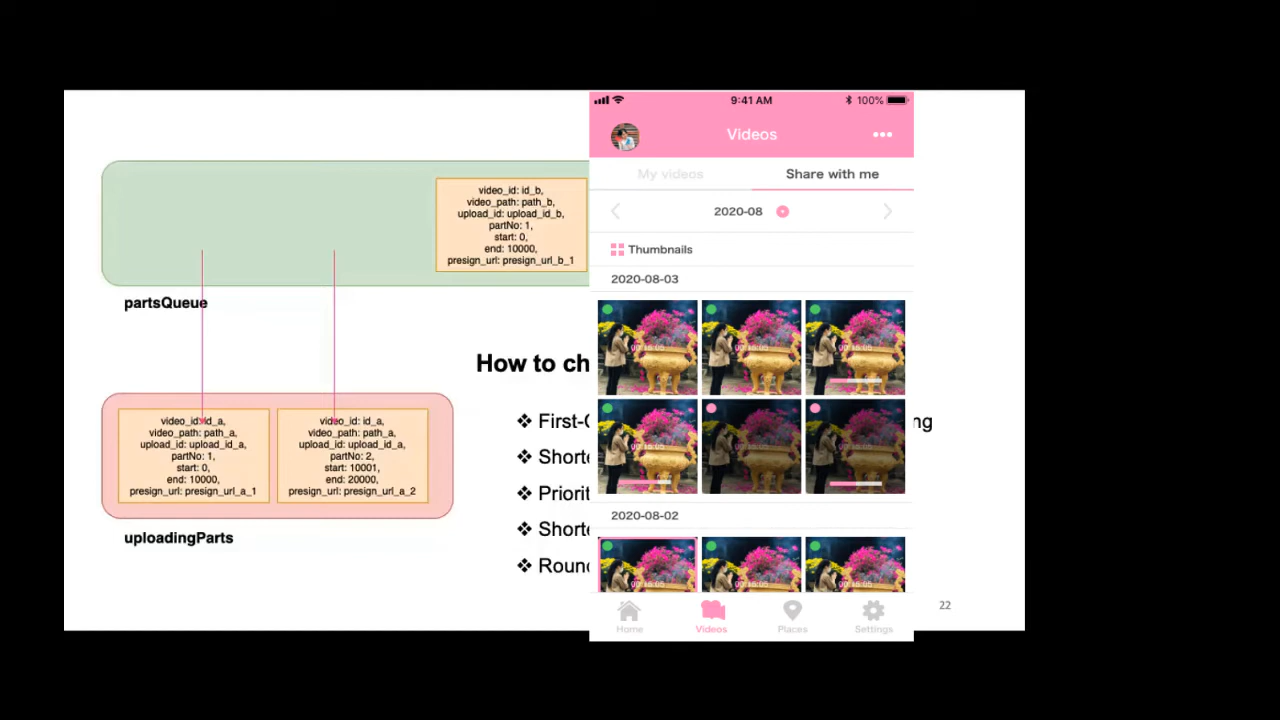 video_id: id_b,
video_path: path_b,
upload_id: upload_id_b,
partNo: 1,
start: 0,
end: 10000,
presign_url: presign_url_b_1
partsQueue
How to ch
video_id: id_a,
video_path: path_a,
upload_id: upload_id_a,
partNo: 1,
start: 0,
end: 10000,
presign_url: presign_url_a_1
video_id: id_a,
video_path: path_a,
upload_id: upload_id_a,
partNo: 2,
start: 10001,
end: 20000,
presign_url: presign_url_a_2
uploadingParts
❖ First-
❖ Shorte
❖ Priorit
❖ Shorte
❖ Round
ng
22
9:41 AM
100%
Videos
My videos
Share with me
2020-08
Thumbnails
2020-08-03
2020-08-02
Home
Videos
Places
Settings